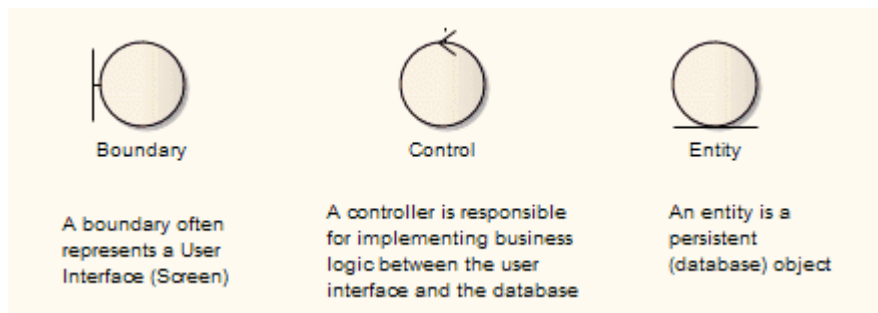 Boundary
Control
Entity
A boundary often
represents a User
Interface (Screen)
A controller is responsible
for implementing business
logic between the user
interface and the database
An entity is a
persistent
(database) object